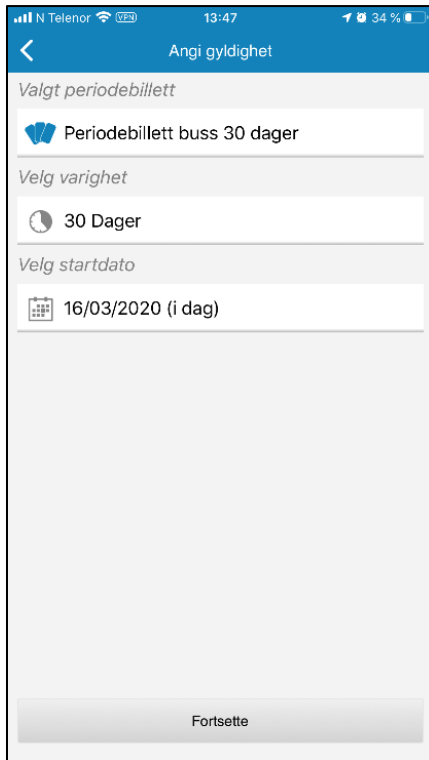 N Telenor VPN 13:47 34 %
Angi gyldighet
Valgt periodebillett
Periodebillett buss 30 dager
Velg varighet
30 Dager
Velg startdato
16/03/2020 (i dag)
Fortsette